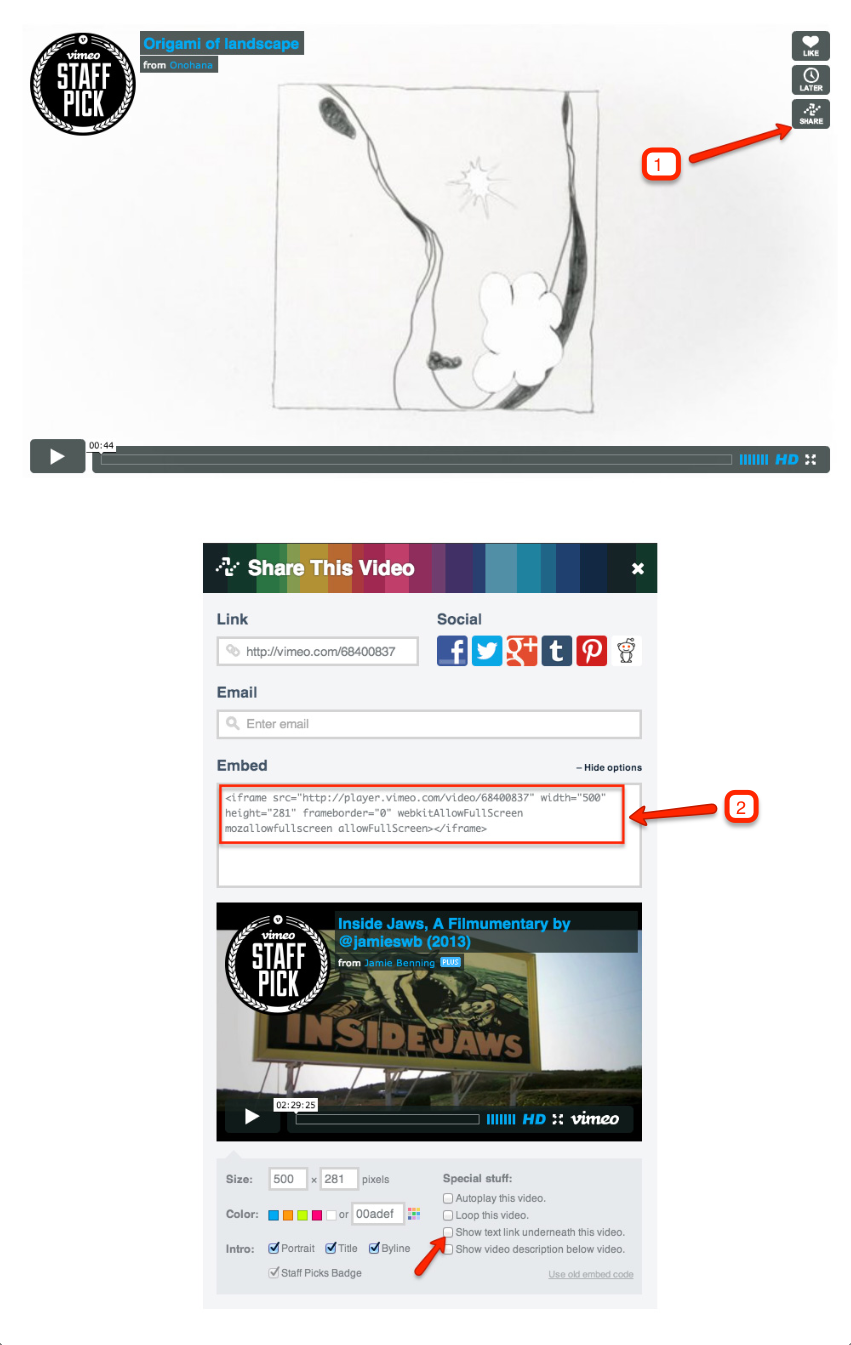 vimeo
STAFF
PICK
Origami of landscape
from Onohana
LIKE
LATER
SHARE
1
00:44
HD
Share This Video
Link
Social
http://vimeo.com/68400837
Email
Enter email
Embed
– Hide options
<iframe src="http://player.vimeo.com/video/68400837" width="500"
height="281" frameborder="0" webkitAllowFullScreen
mozallowfullscreen allowFullScreen></iframe>
2
vimeo
STAFF
PICK
Inside Jaws, A Filmumentary by
@jamieswb (2013)
from Jamie Benning PLUS
INSIDE JAWS
02:29:25
HD vimeo
Size: 500 × 281 pixels
Color: or 00adef
Intro: Portrait Title Byline
Staff Picks Badge
Special stuff:
Autoplay this video.
Loop this video.
Show text link underneath this video.
Show video description below video.
Use old embed code